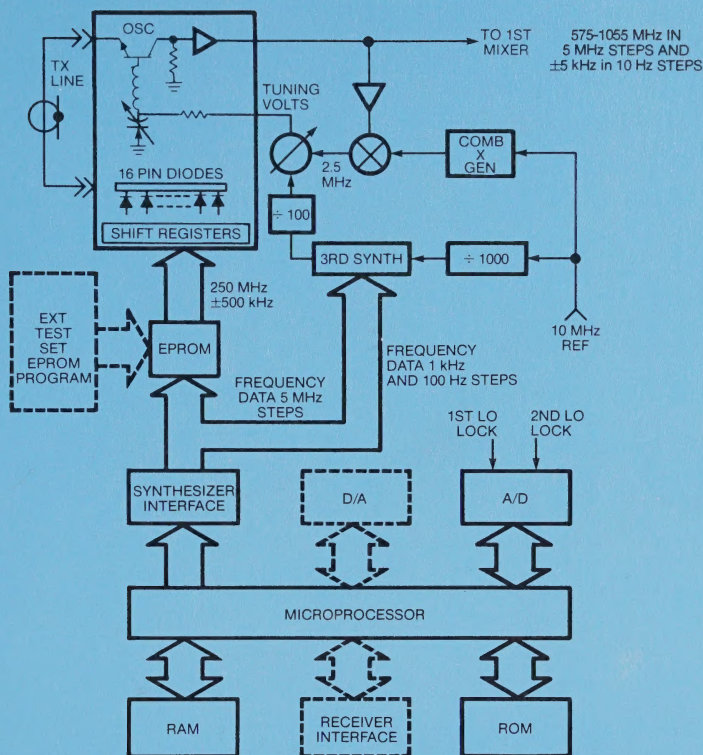 OSC
TX
LINE
TO 1ST
MIXER
575-1055 MHz IN
5 MHz STEPS AND
±5 kHz in 10 Hz STEPS
TUNING
VOLTS
2.5
MHz
COMB
X
GEN
16 PIN DIODES
SHIFT REGISTERS
÷ 100
3RD SYNTH
÷ 1000
10 MHz
REF
250 MHz
±500 kHz
EXT
TEST
SET
EPROM
PROGRAM
EPROM
FREQUENCY
DATA 5 MHz
STEPS
FREQUENCY
DATA 1 kHz
AND 100 Hz STEPS
1ST LO
LOCK
2ND LO
LOCK
SYNTHESIZER
INTERFACE
D/A
A/D
MICROPROCESSOR
RAM
RECEIVER
INTERFACE
ROM